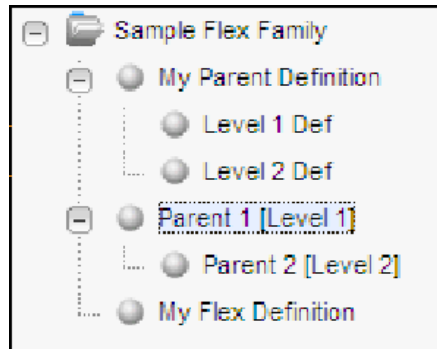 Sample Flex Family
My Parent Definition
Level 1 Def
Level 2 Def
Parent 1 [Level 1]
Parent 2 [Level 2]
My Flex Definition